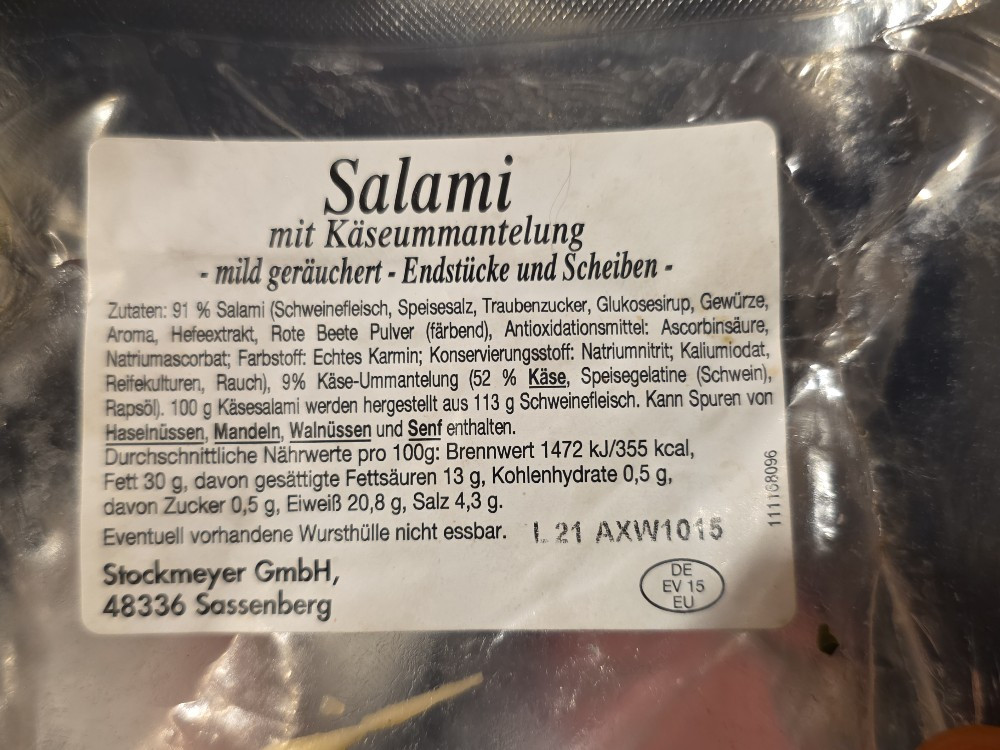 Salami
mit Käseummantelung
- mild geräuchert - Endstücke und Scheiben -
Zutaten: 91 % Salami (Schweinefleisch, Speisesalz, Traubenzucker, Glukosesirup, Gewürze,
Aroma, Hefeextrakt, Rote Beete Pulver (färbend), Antioxidationsmittel: Ascorbinsäure,
Natriumascorbat; Farbstoff: Echtes Karmin; Konservierungsstoff: Natriumnitrit; Kaliumiodat,
Reifekulturen, Rauch), 9% Käse-Ummantelung (52 % Käse, Speisegelatine (Schwein),
Rapsöl). 100 g Käsesalami werden hergestellt aus 113 g Schweinefleisch. Kann Spuren von
Haselnüssen, Mandeln, Walnüssen und Senf enthalten.
Durchschnittliche Nährwerte pro 100g: Brennwert 1472 kJ/355 kcal,
Fett 30 g, davon gesättigte Fettsäuren 13 g, Kohlenhydrate 0,5 g,
davon Zucker 0,5 g, Eiweiß 20,8 g, Salz 4,3 g.
Eventuell vorhandene Wursthülle nicht essbar. L 21 AXW1015
Stockmeyer GmbH,
48336 Sassenberg
DE
EV 15
EU
111168096